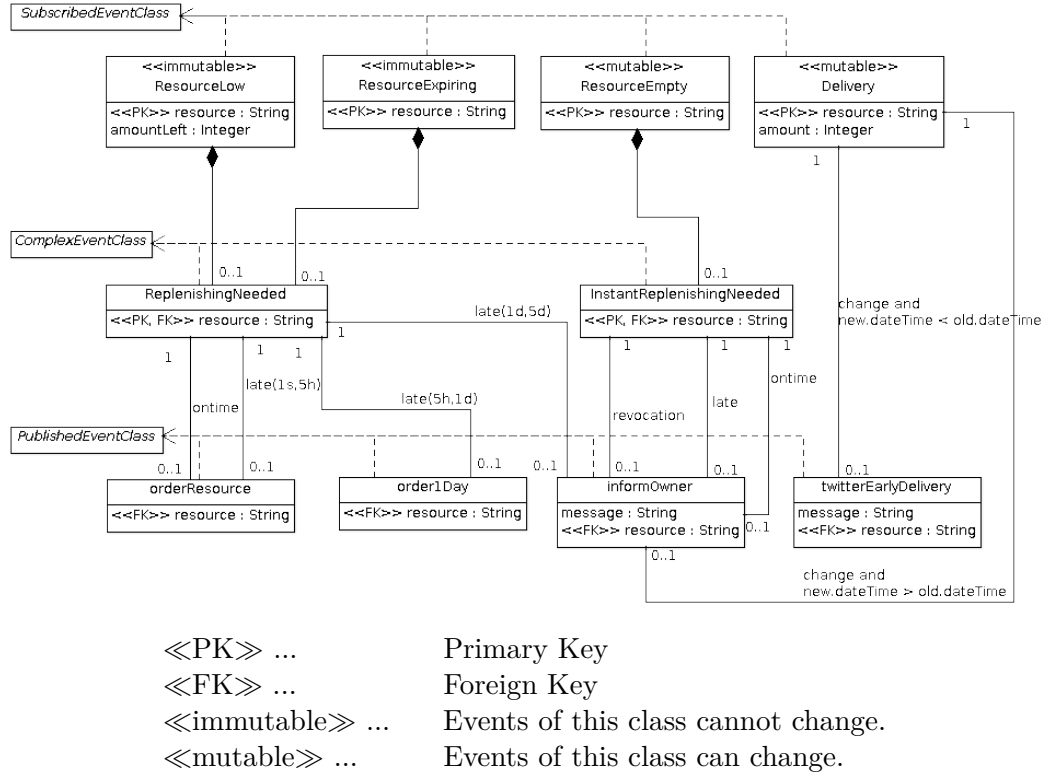 SubscribedEventClass
<<immutable>>
ResourceLow
<<PK>> resource : String
amountLeft : Integer
<<immutable>>
ResourceExpiring
<<PK>> resource : String
<<mutable>>
ResourceEmpty
<<PK>> resource : String
<<mutable>>
Delivery
<<PK>> resource : String
amount : Integer
1
1
ComplexEventClass
0..1
0..1
0..1
ReplenishingNeeded
<<PK, FK>> resource : String
InstantReplenishingNeeded
<<PK, FK>> resource : String
late(1d,5d)
change and
new.dateTime < old.dateTime
1
1
1
1
1
1
1
ontime
late(1s,5h)
late(5h,1d)
revocation
late
ontime
PublishedEventClass
0..1
0..1
0..1
0..1
0..1
0..1
0..1
orderResource
<<FK>> resource : String
order1Day
<<FK>> resource : String
informOwner
message : String
<<FK>> resource : String
0..1
0..1
twitterEarlyDelivery
message : String
<<FK>> resource : String
change and
new.dateTime > old.dateTime
≪PK≫ ... Primary Key
≪FK≫ ... Foreign Key
≪immutable≫ ... Events of this class cannot change.
≪mutable≫ ... Events of this class can change.